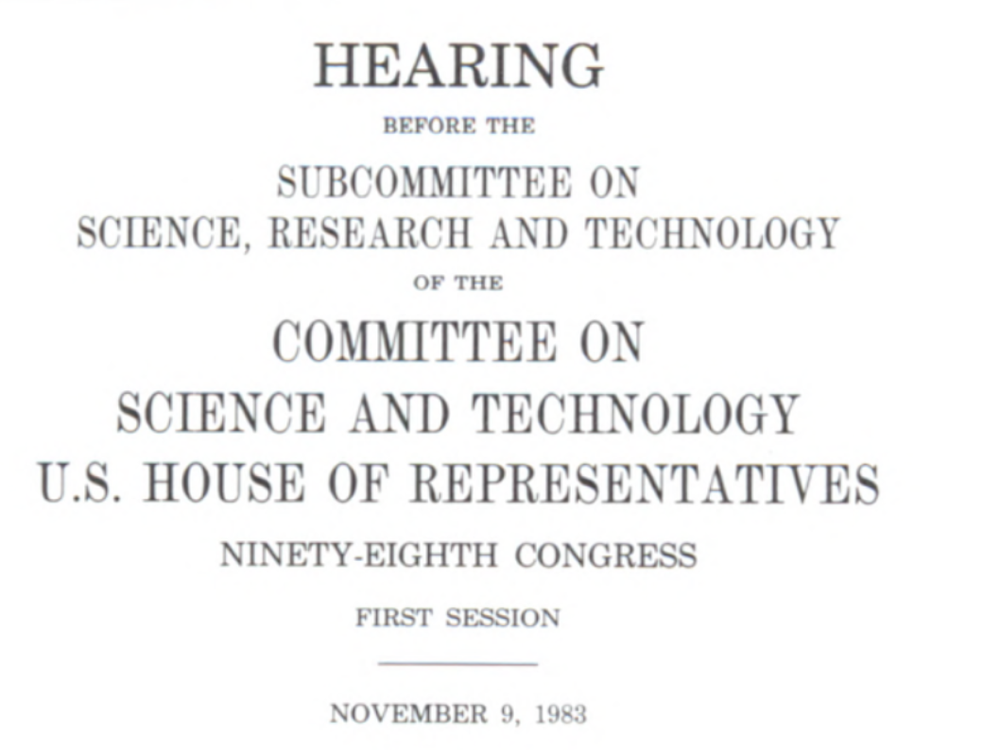 HEARING
BEFORE THE
SUBCOMMITTEE ON
SCIENCE, RESEARCH AND TECHNOLOGY
OF THE
COMMITTEE ON
SCIENCE AND TECHNOLOGY
U.S. HOUSE OF REPRESENTATIVES
NINETY-EIGHTH CONGRESS
FIRST SESSION
NOVEMBER 9, 1983